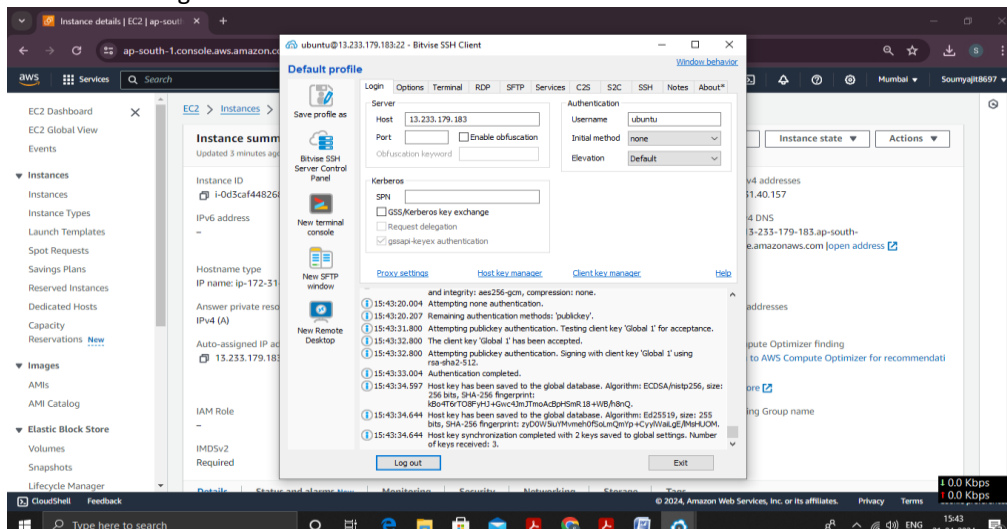 Instance details | EC2 | ap-sout
ap-south-1.console.aws.amazon.co
aws
Services
Search
Mumbai
Soumyajit8697
EC2 Dashboard
EC2 Global View
Events
Instances
Instances
Instance Types
Launch Templates
Spot Requests
Savings Plans
Reserved Instances
Dedicated Hosts
Capacity
Reservations New
Images
AMIs
AMI Catalog
Elastic Block Store
Volumes
Snapshots
Lifecycle Manager
EC2 > Instances >
Instance summ
Updated 3 minutes ago
Instance state
Actions
Instance ID
i-0d3caf44826
IPv6 address
–
Hostname type
IP name: ip-172-31
Answer private reso
IPv4 (A)
Auto-assigned IP ad
13.233.179.183
IAM Role
–
IMDSv2
Required
Details
Status and alarms New
Monitoring
Security
Networking
Storage
Tags
v4 addresses
51.40.157
4 DNS
3-233-179-183.ap-south-
e.amazonaws.com |open address
addresses
pute Optimizer finding
to AWS Compute Optimizer for recommendati
ore
ing Group name
ubuntu@13.233.179.183:22 - Bitvise SSH Client
Default profile
Window behavior
Save profile as
Bitvise SSH
Server Control
Panel
New terminal
console
New SFTP
window
New Remote
Desktop
Login Options Terminal RDP SFTP Services C2S S2C SSH Notes About*
Server
Host 13.233.179.183
Port
Enable obfuscation
Obfuscation keyword
Kerberos
SPN
GSS/Kerberos key exchange
Request delegation
gssapi-keyex authentication
Authentication
Username ubuntu
Initial method none
Elevation Default
Proxy settings Host key manager Client key manager Help
and integrity: aes256-gcm, compression: none.
15:43:20.004 Attempting none authentication.
15:43:20.207 Remaining authentication methods: 'publickey'.
15:43:31.800 Attempting publickey authentication. Testing client key 'Global 1' for acceptance.
15:43:32.800 The client key 'Global 1' has been accepted.
15:43:32.800 Attempting publickey authentication. Signing with client key 'Global 1' using
rsa-sha2-512.
15:43:33.004 Authentication completed.
15:43:34.597 Host key has been saved to the global database. Algorithm: ECDSA/nistp256, size:
256 bits, SHA-256 fingerprint:
15:43:34.644 Host key has been saved to the global database. Algorithm: Ed25519, size: 255
bits, SHA-256 fingerprint:
15:43:34.644 Host key synchronization completed with 2 keys saved to global settings. Number
of keys received: 3.
Log out
Exit
CloudShell Feedback
© 2024, Amazon Web Services, Inc. or its affiliates. Privacy Terms
0.0 Kbps
0.0 Kbps
Type here to search
ENG
15:43